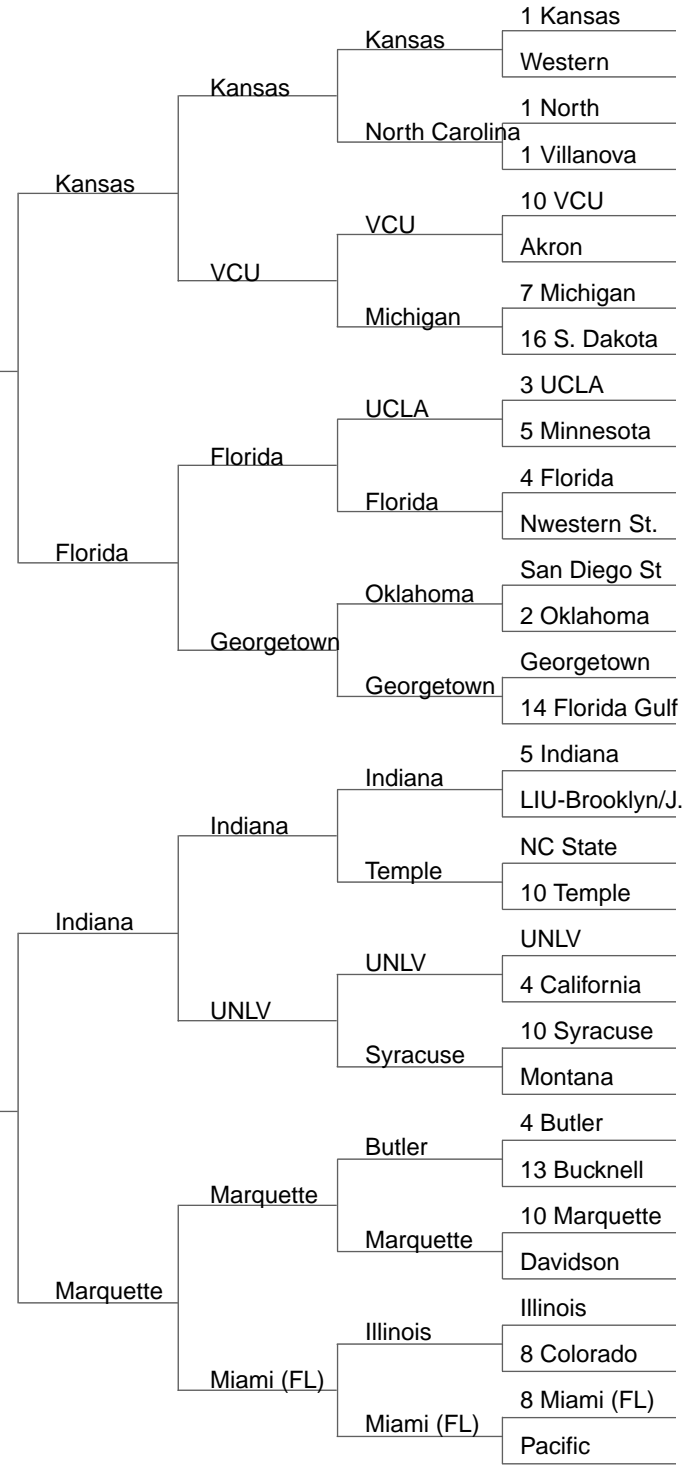 1 Kansas
Kansas
Western
Kansas
1 North
North Carolina
1 Villanova
Kansas
10 VCU
VCU
Akron
VCU
7 Michigan
Michigan
16 S. Dakota
3 UCLA
UCLA
5 Minnesota
Florida
4 Florida
Florida
Nwestern St.
Florida
San Diego St
Oklahoma
2 Oklahoma
Georgetown
Georgetown
Georgetown
14 Florida Gulf
5 Indiana
Indiana
LIU-Brooklyn/J.
Indiana
NC State
Temple
10 Temple
Indiana
UNLV
UNLV
4 California
UNLV
10 Syracuse
Syracuse
Montana
4 Butler
Butler
13 Bucknell
Marquette
10 Marquette
Marquette
Davidson
Marquette
Illinois
Illinois
8 Colorado
Miami (FL)
8 Miami (FL)
Miami (FL)
Pacific